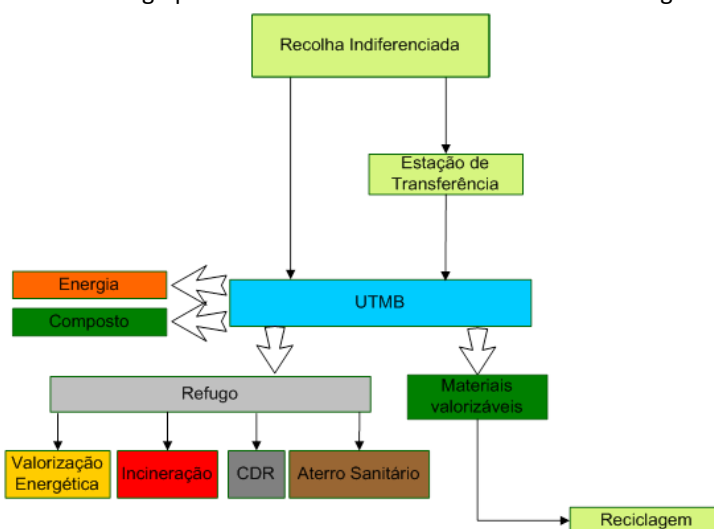 Recolha Indiferenciada
Estação de
Transferência
Energia
UTMB
Composto
Refugo
Materiais
valorizáveis
Valorização
Energética
Incineração
CDR
Aterro Sanitário
Reciclagem